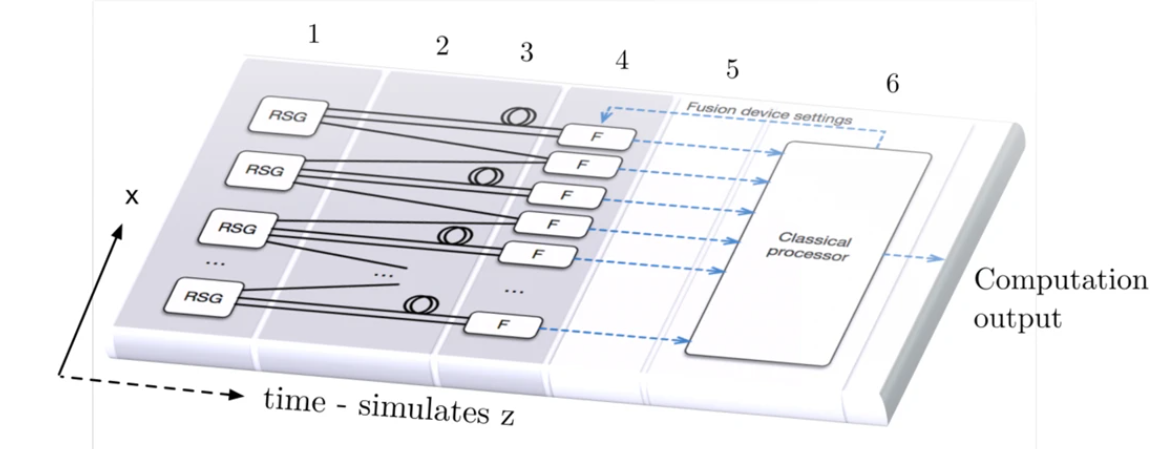 1 2 3 4 5 6
Fusion device settings
RSG
F
F
RSG
F
Classical
processor
RSG
F
F
...
...
...
RSG
F
x
Computation
output
time - simulates z